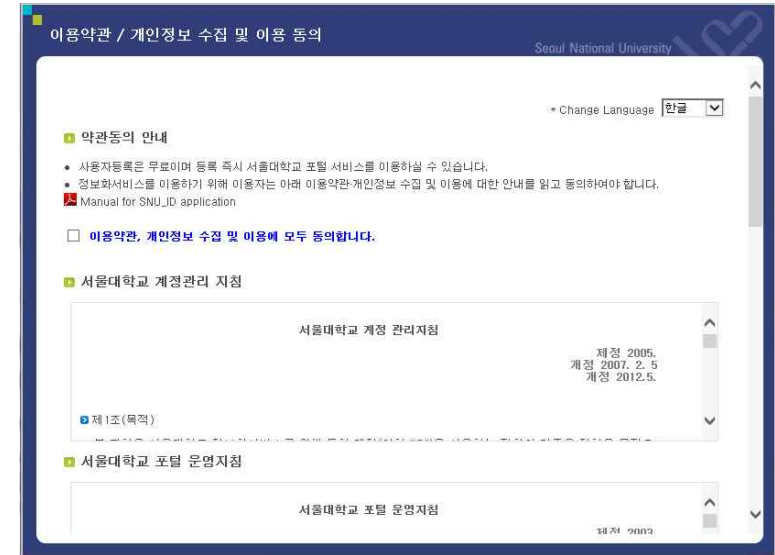 이용약관 / 개인정보 수집 및 이용 동의
Seoul National University
* Change Language 한글
약관동의 안내
• 사용자등록은 무료이며 등록 즉시 서울대학교 포털 서비스를 이용하실 수 있습니다.
• 정보화서비스를 이용하기 위해 이용자는 아래 이용약관·개인정보 수집 및 이용에 대한 안내를 읽고 동의하여야 합니다.
Manual for SNU_ID application
이용약관, 개인정보 수집 및 이용에 모두 동의합니다.
서울대학교 계정관리 지침
서울대학교 계정 관리지침
제정 2005.
개정 2007. 2. 5
개정 2012.5.
제1조(목적)
서울대학교 포털 운영지침
서울대학교 포털 운영지침
제정 2003